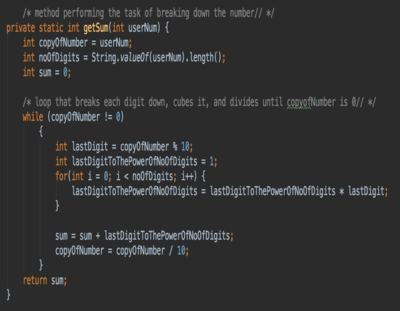 /* method performing the task of breaking down the number// */
private static int getSum(int userNum) {
int copyOfNumber = userNum;
int noOfDigits = String.valueOf(userNum).length();
int sum = 0;
/* loop that breaks each digit down, cubes it, and divides until copyofNumber is 0// */
while (copyOfNumber != 0)
{
int lastDigit = copyOfNumber % 10;
int lastDigitToThePowerOfNoOfDigits = 1;
for(int i = 0; i < noOfDigits; i++) {
lastDigitToThePowerOfNoOfDigits = lastDigitToThePowerOfNoOfDigits * lastDigit;
}
sum = sum + lastDigitToThePowerOfNoOfDigits;
copyOfNumber = copyOfNumber / 10;
}
return sum;
}